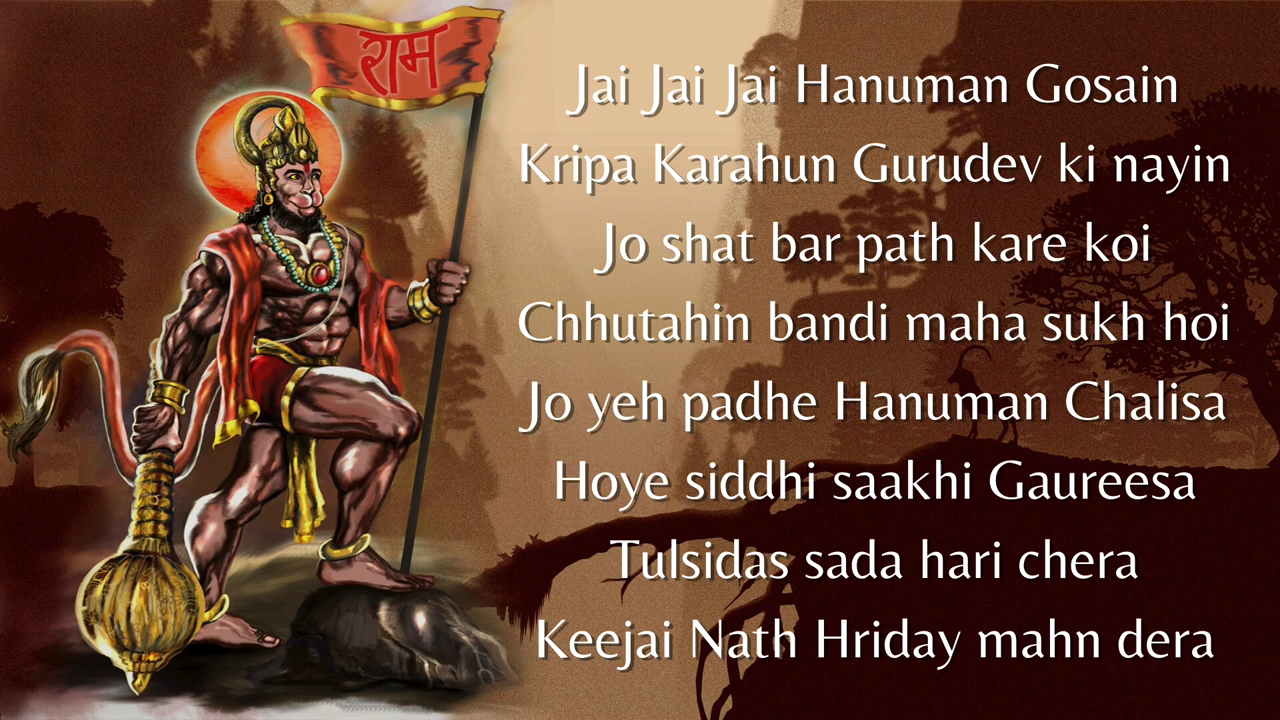 राम
Jai Jai Jai Hanuman Gosain
Kripa Karahun Gurudev ki nayin
Jo shat bar path kare koi
Chhutahin bandi maha sukh hoi
Jo yeh padhe Hanuman Chalisa
Hoye siddhi saakhi Gaureesa
Tulsidas sada hari chera
Keejai Nath Hriday mahn dera